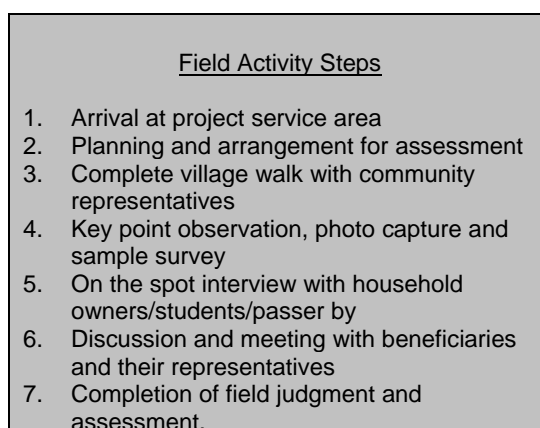 Field Activity Steps
1. Arrival at project service area
2. Planning and arrangement for assessment
3. Complete village walk with community
representatives
4. Key point observation, photo capture and
sample survey
5. On the spot interview with household
owners/students/passer by
6. Discussion and meeting with beneficiaries
and their representatives
7. Completion of field judgment and
assessment.